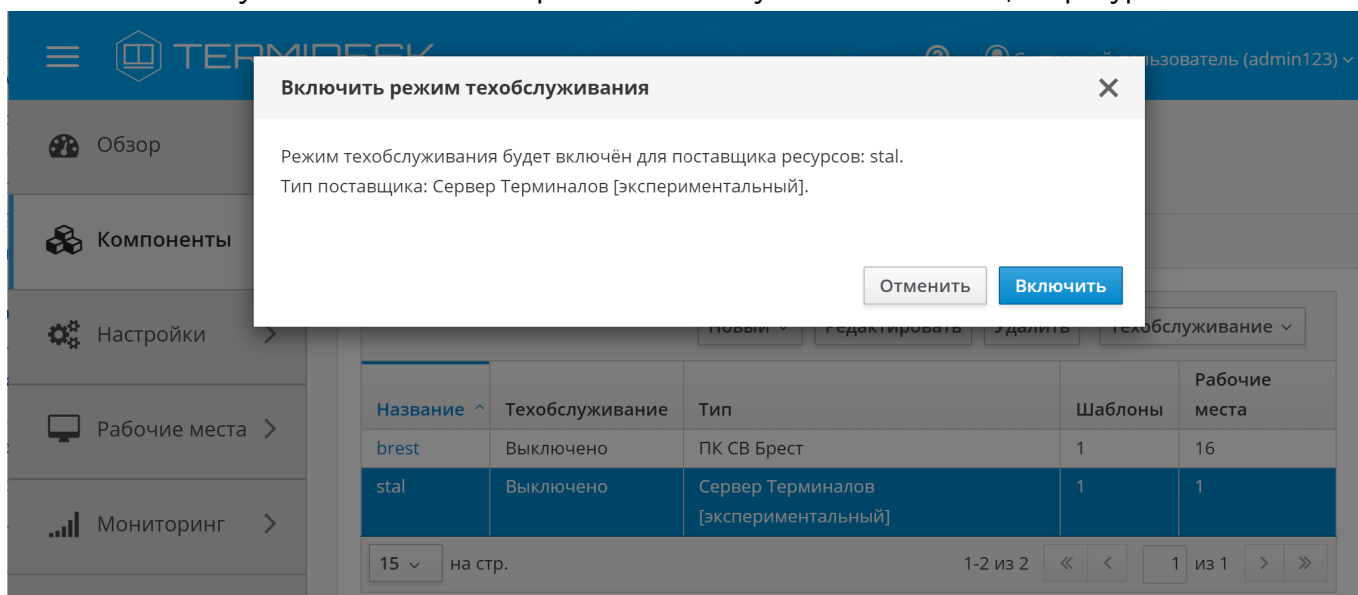 TERMIDESK
ьзователь (admin123)
Включить режим техобслуживания
Режим техобслуживания будет включён для поставщика ресурсов: stal.
Тип поставщика: Сервер Терминалов [экспериментальный].
Отменить Включить
Обзор
Компоненты
Настройки
Рабочие места
Мониторинг
Новый Редактировать Удалить Техобслуживание
Название Техобслуживание Тип Шаблоны Рабочие места
brest Выключено ПК СВ Брест 1 16
stal Выключено Сервер Терминалов 1 1
[экспериментальный]
15 на стр. 1-2 из 2 1 из 1